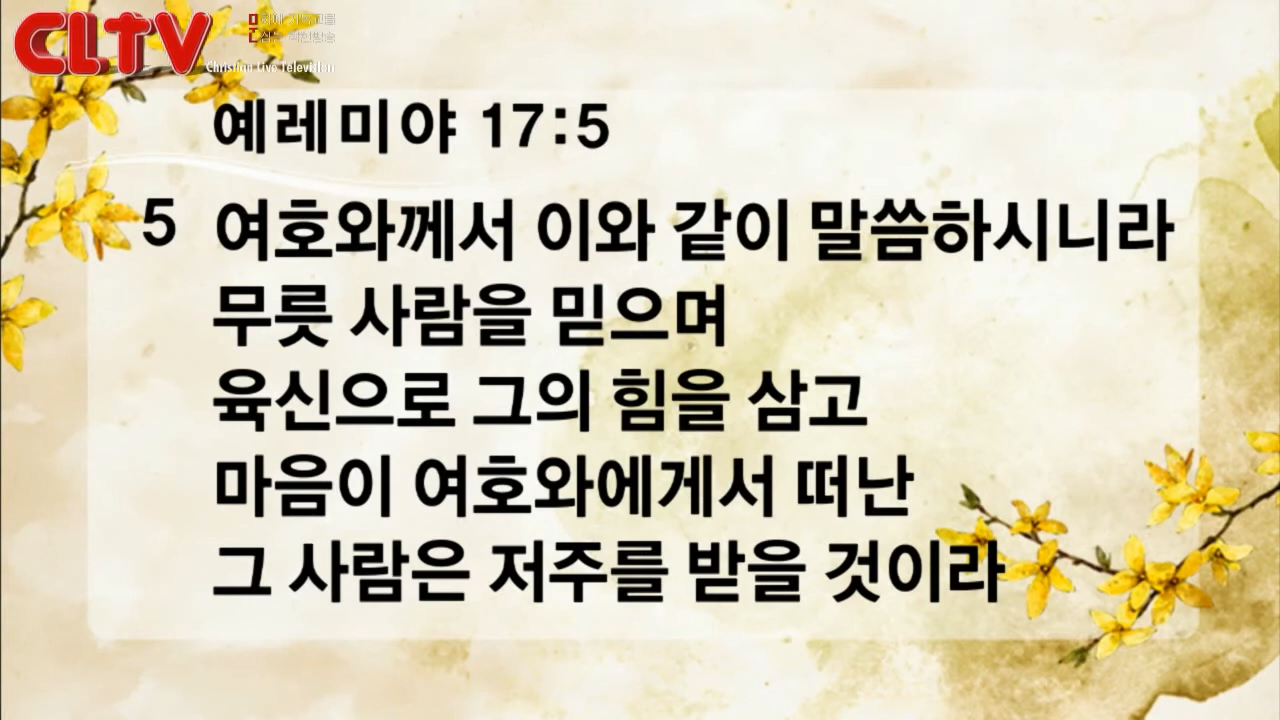 CLTV
Christian Live Television
예레미야 17:5
5 여호와께서 이와 같이 말씀하시니라
무릇 사람을 믿으며
육신으로 그의 힘을 삼고
마음이 여호와에게서 떠난
그 사람은 저주를 받을 것이라